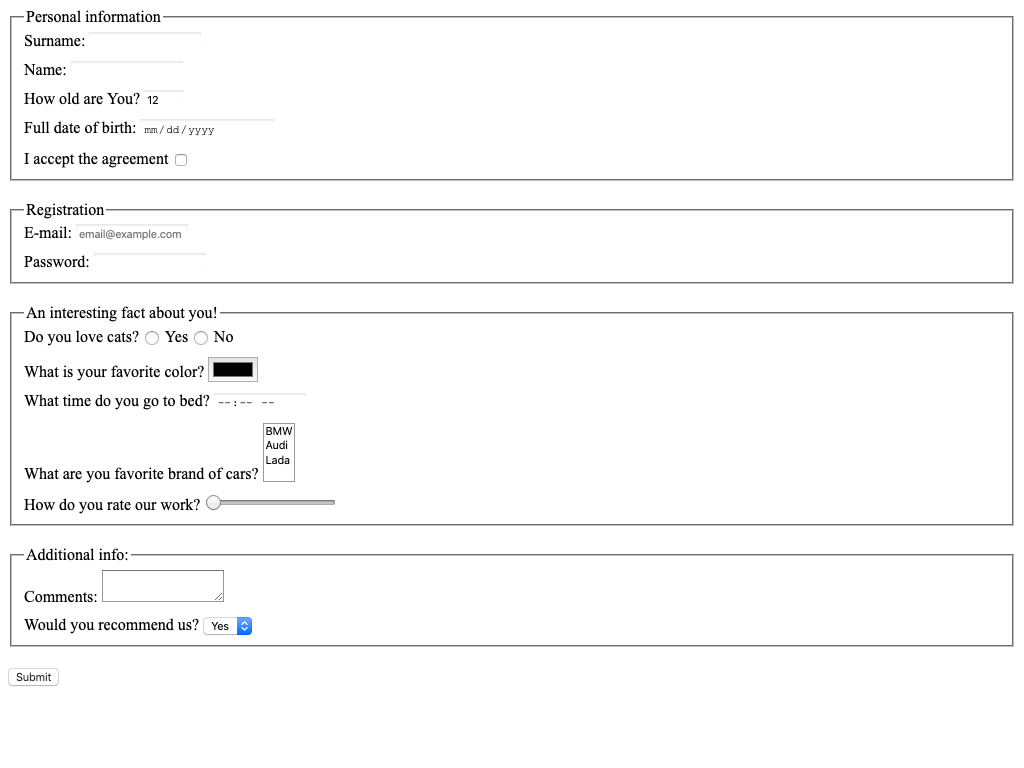 Personal information
Surname:
Name:
How old are You? 12
Full date of birth: mm/dd/yyyy
I accept the agreement
Registration
E-mail: email@example.com
Password:
An interesting fact about you!
Do you love cats? Yes No
What is your favorite color?
What time do you go to bed? --:-- --
BMW
Audi
Lada
What are you favorite brand of cars?
How do you rate our work?
Additional info:
Comments:
Would you recommend us? Yes
Submit